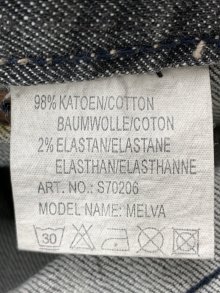 98% KATOEN/COTTON
BAUMWOLLE/COTON
2% ELASTAN/ELASTANE
ELASTHAN/ELASTHANNE
ART. NO.: S70206
MODEL NAME: MELVA
30